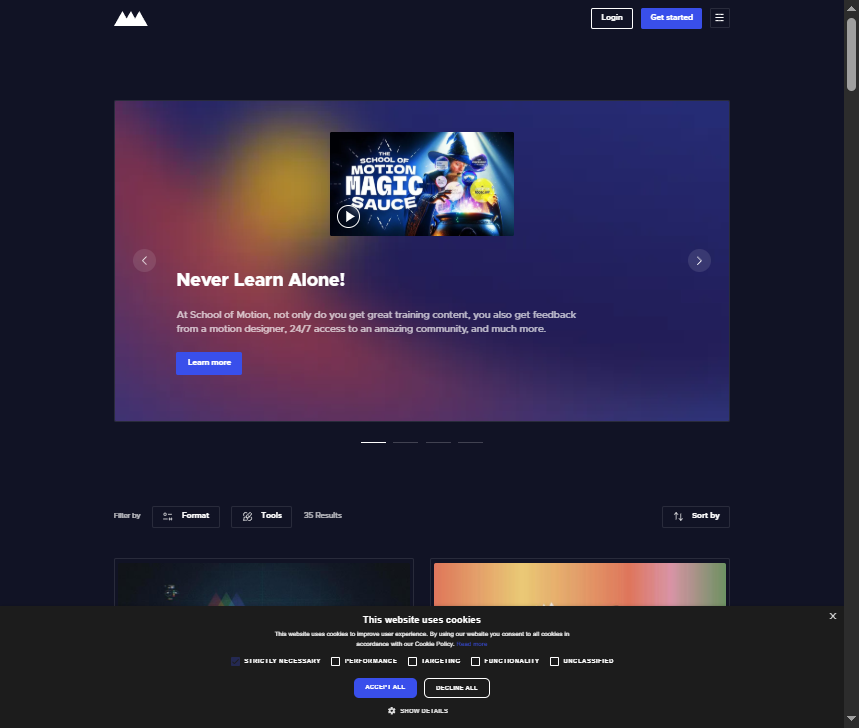 Login
Get started
THE
SCHOOL OF
MOTION
MAGIC
SAUCE
Never Learn Alone!
At School of Motion, not only do you get great training content, you also get feedback
from a motion designer, 24/7 access to an amazing community, and much more.
Learn more
Filter by
Format
Tools
35 Results
Sort by
This website uses cookies
This website uses cookies to improve user experience. By using our website you consent to all cookies in
accordance with our Cookie Policy. Read more
STRICTLY NECESSARY
PERFORMANCE
TARGETING
FUNCTIONALITY
UNCLASSIFIED
ACCEPT ALL
DECLINE ALL
SHOW DETAILS